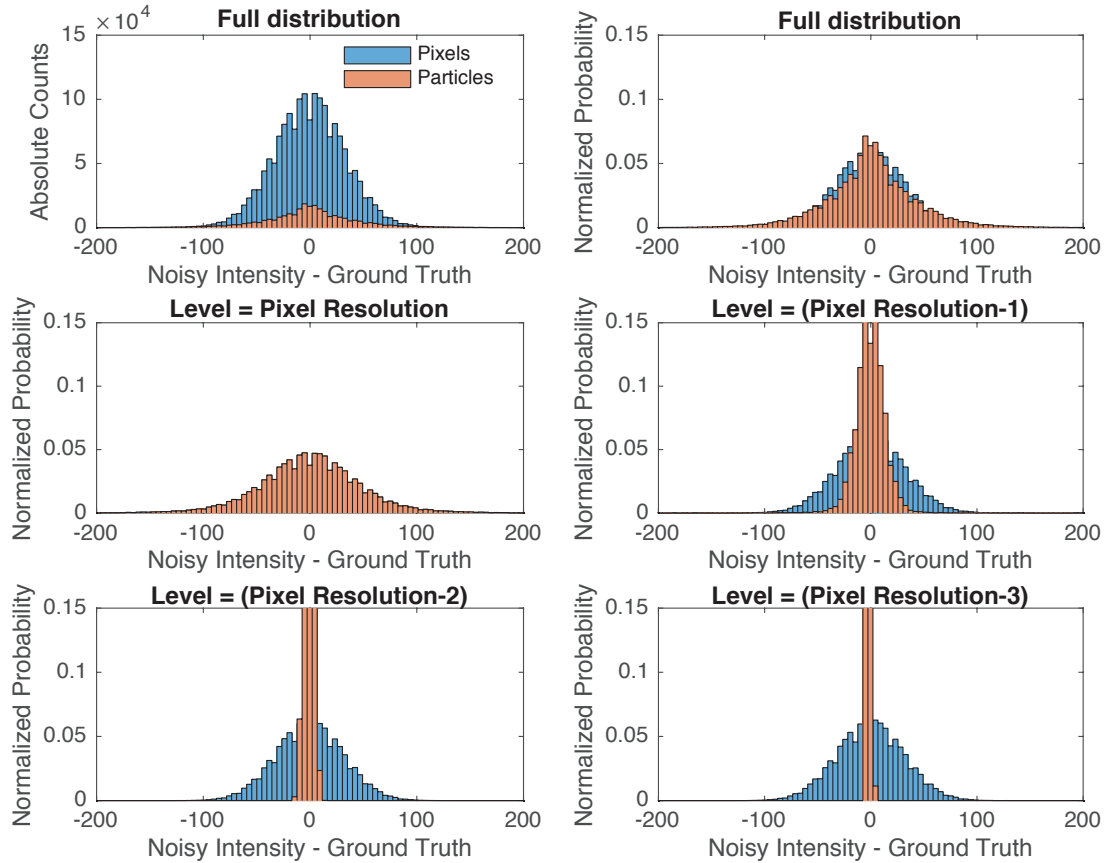 Full distribution
×10⁴
15
10
5
0
Absolute Counts
Pixels
Particles
-200 -100 0 100 200
Noisy Intensity - Ground Truth
Full distribution
0.15
0.1
0.05
0
Normalized Probability
-200 -100 0 100 200
Noisy Intensity - Ground Truth
Level = Pixel Resolution
0.15
0.1
0.05
0
Normalized Probability
-200 -100 0 100 200
Noisy Intensity - Ground Truth
Level = (Pixel Resolution-1)
0.15
0.1
0.05
0
Normalized Probability
-200 -100 0 100 200
Noisy Intensity - Ground Truth
Level = (Pixel Resolution-2)
0.15
0.1
0.05
0
Normalized Probability
-200 -100 0 100 200
Noisy Intensity - Ground Truth
Level = (Pixel Resolution-3)
0.15
0.1
0.05
0
Normalized Probability
-200 -100 0 100 200
Noisy Intensity - Ground Truth